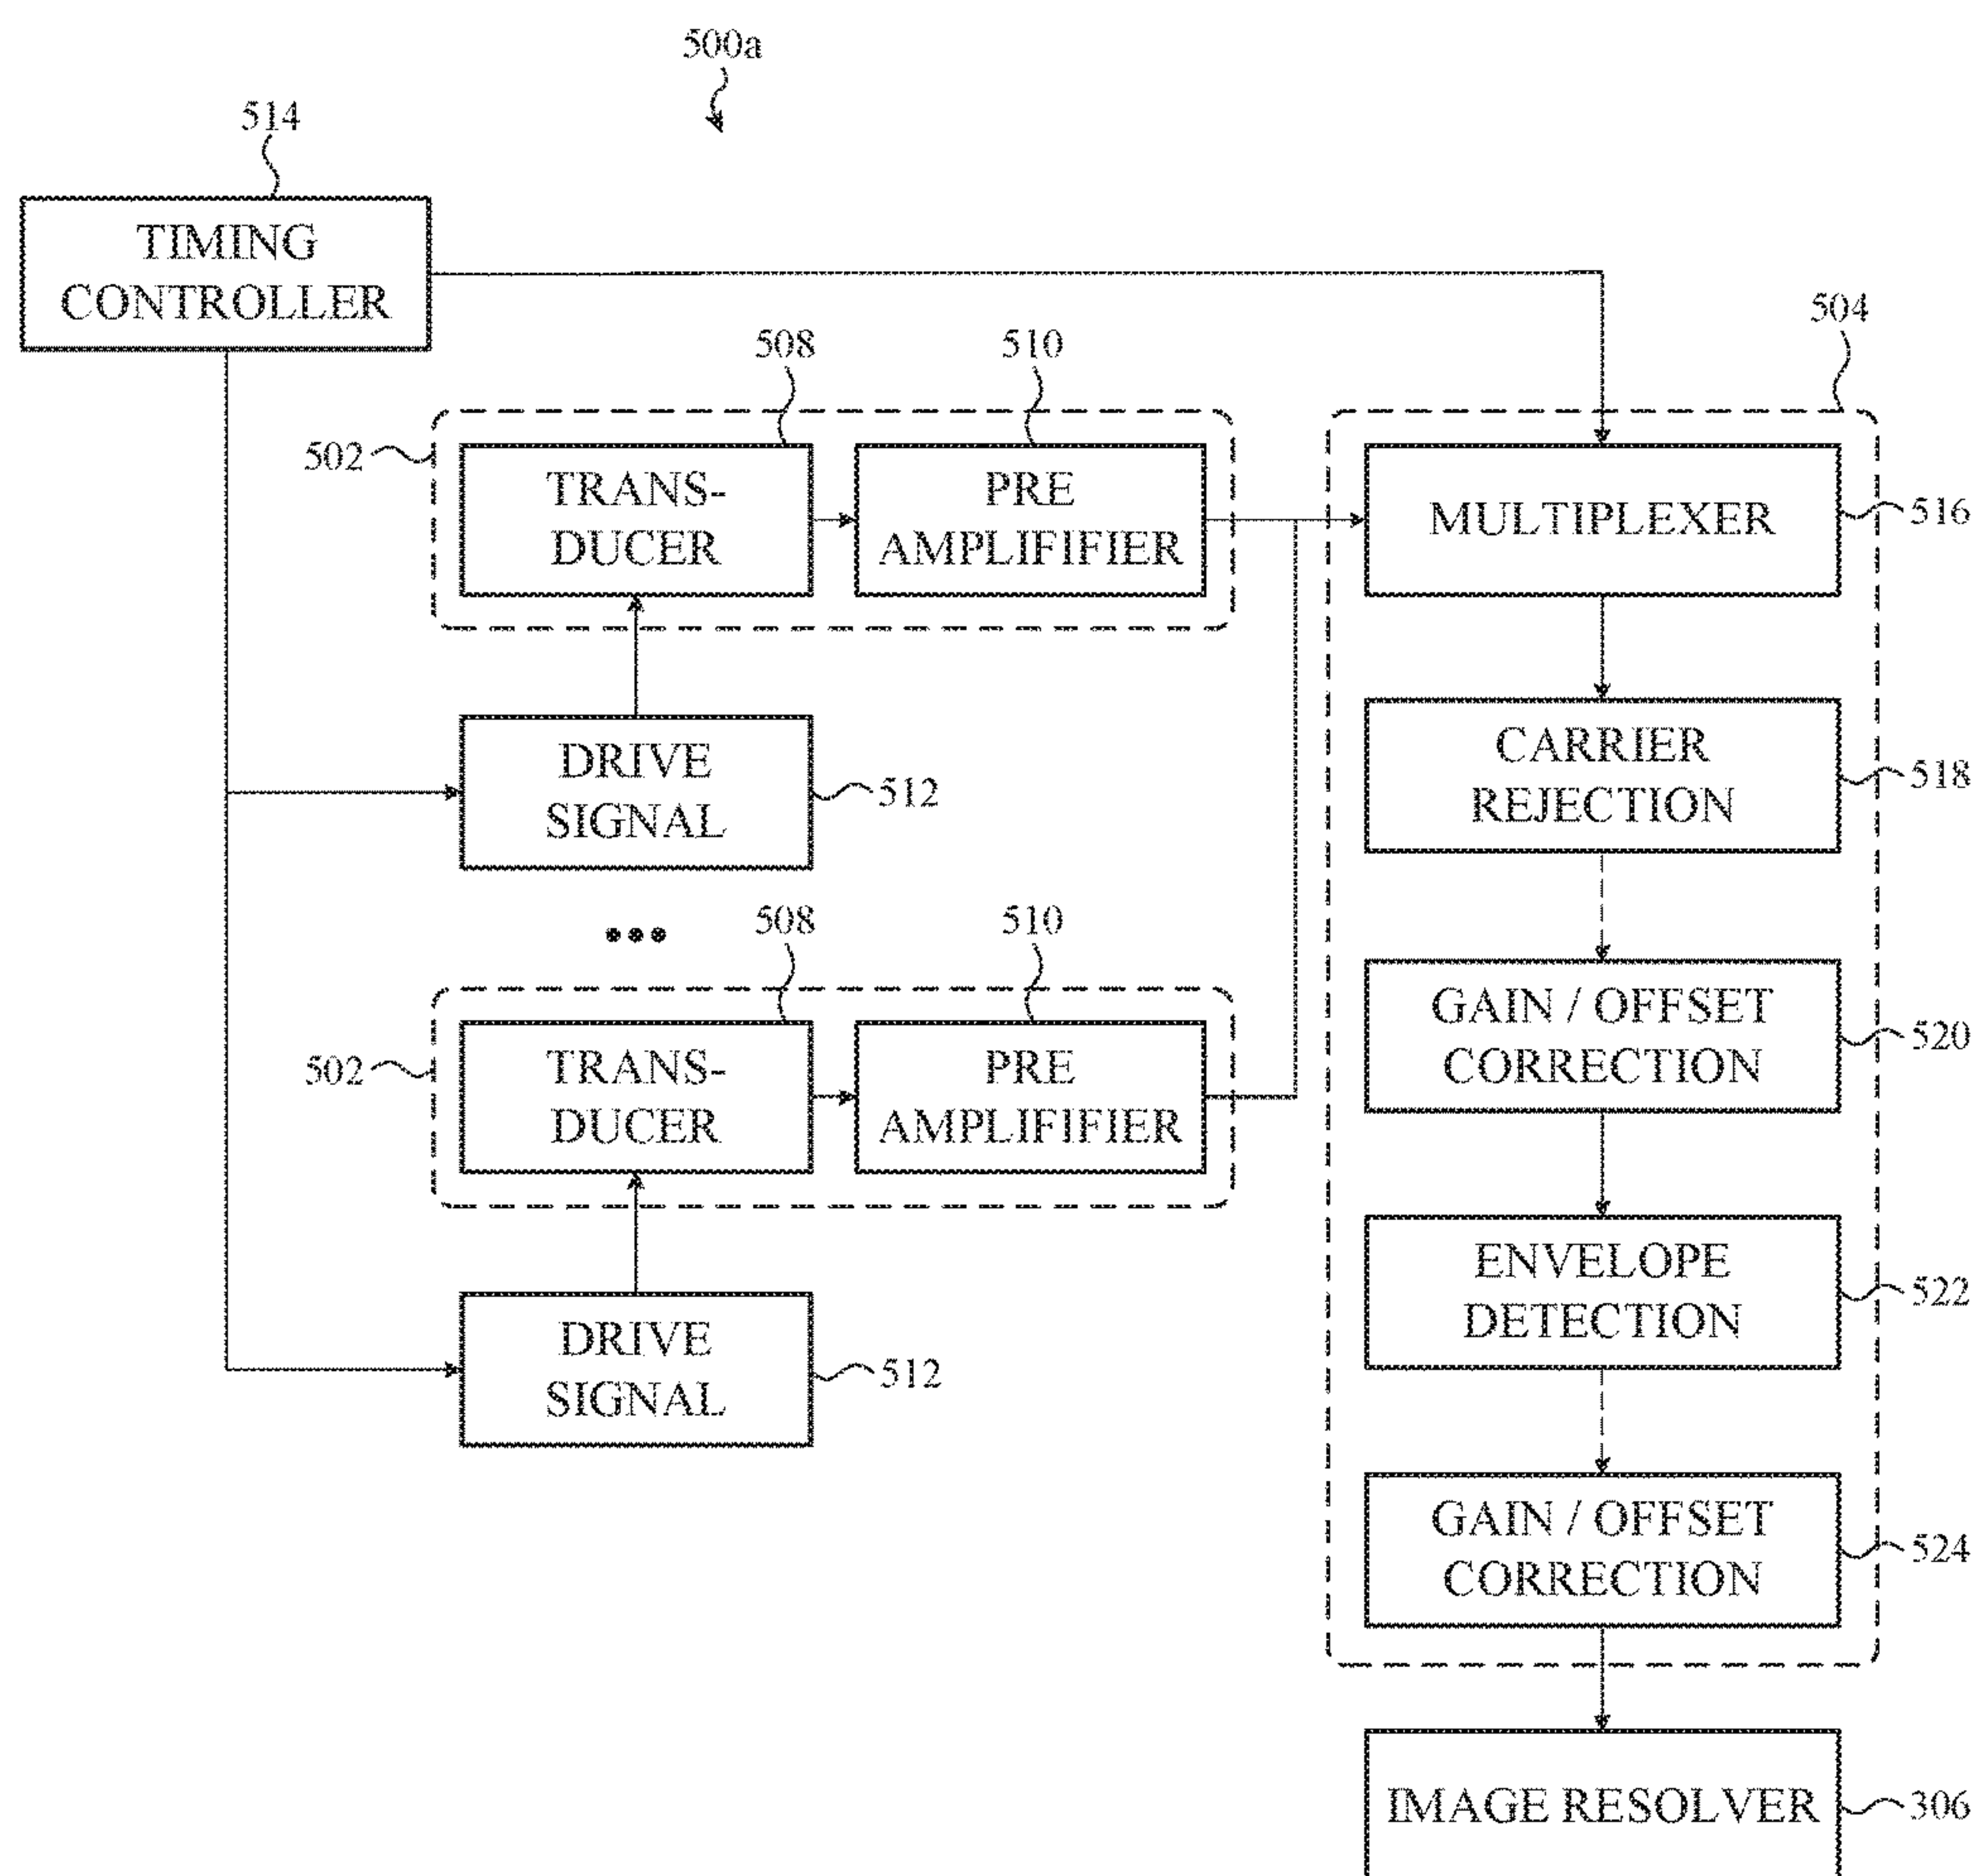 500a
514
TIMING
CONTROLLER
504
508
510
502
TRANS-
DUCER
PRE
AMPLIFIFIER
MULTIPLEXER
516
DRIVE
SIGNAL
512
CARRIER
REJECTION
518
508
510
502
TRANS-
DUCER
PRE
AMPLIFIFIER
GAIN / OFFSET
CORRECTION
520
DRIVE
SIGNAL
512
ENVELOPE
DETECTION
522
GAIN / OFFSET
CORRECTION
524
IMAGE RESOLVER
306